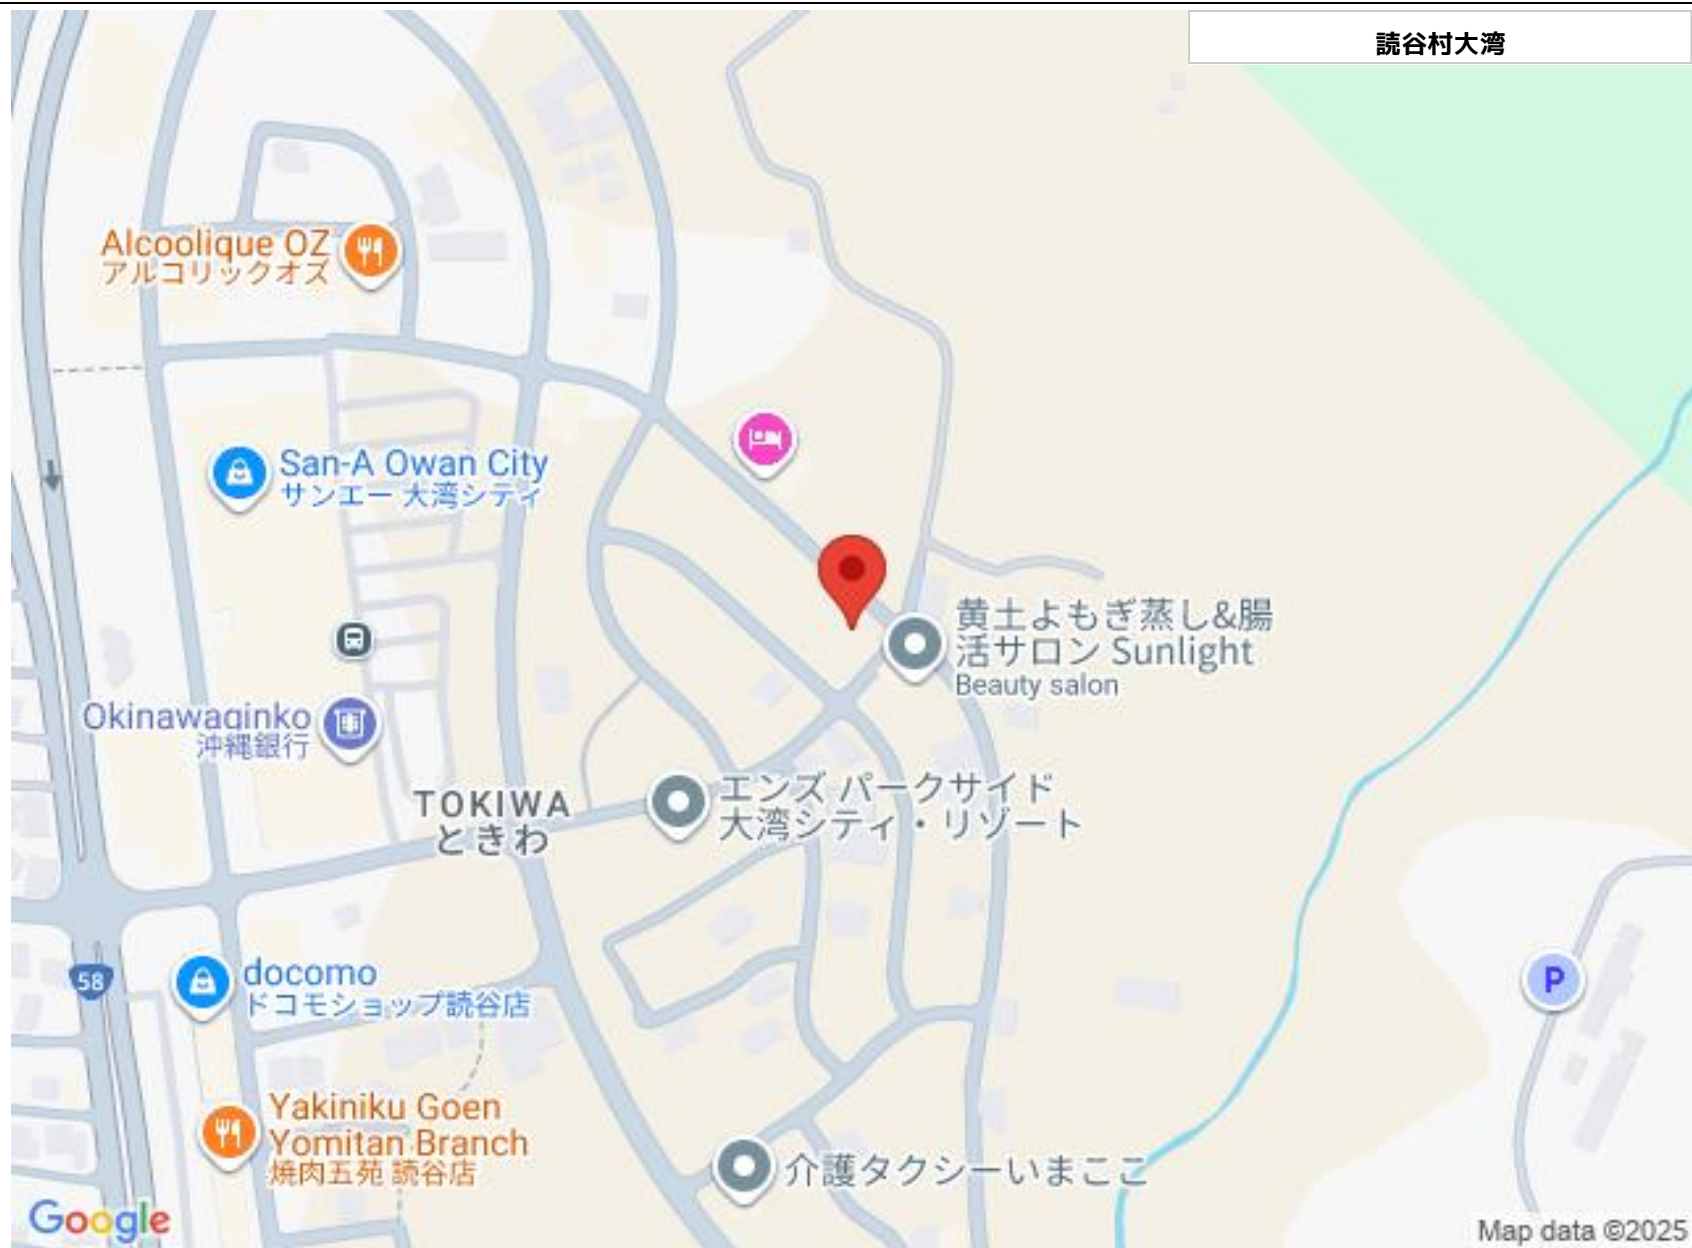 読谷村大湾
Alcoolique OZ
アルコリックオズ
San-A Owan City
サンエー 大湾シティ
黄土よもぎ蒸し&腸
活サロン Sunlight
Beauty salon
Okinawaginko
沖縄銀行
TOKIWA
ときわ
エンズ パークサイド
大湾シティ・リゾート
58
docomo
ドコモショップ読谷店
P
Yakiniku Goen
Yomitan Branch
焼肉五苑 読谷店
介護タクシーいまここ
Google
Map data ©2025